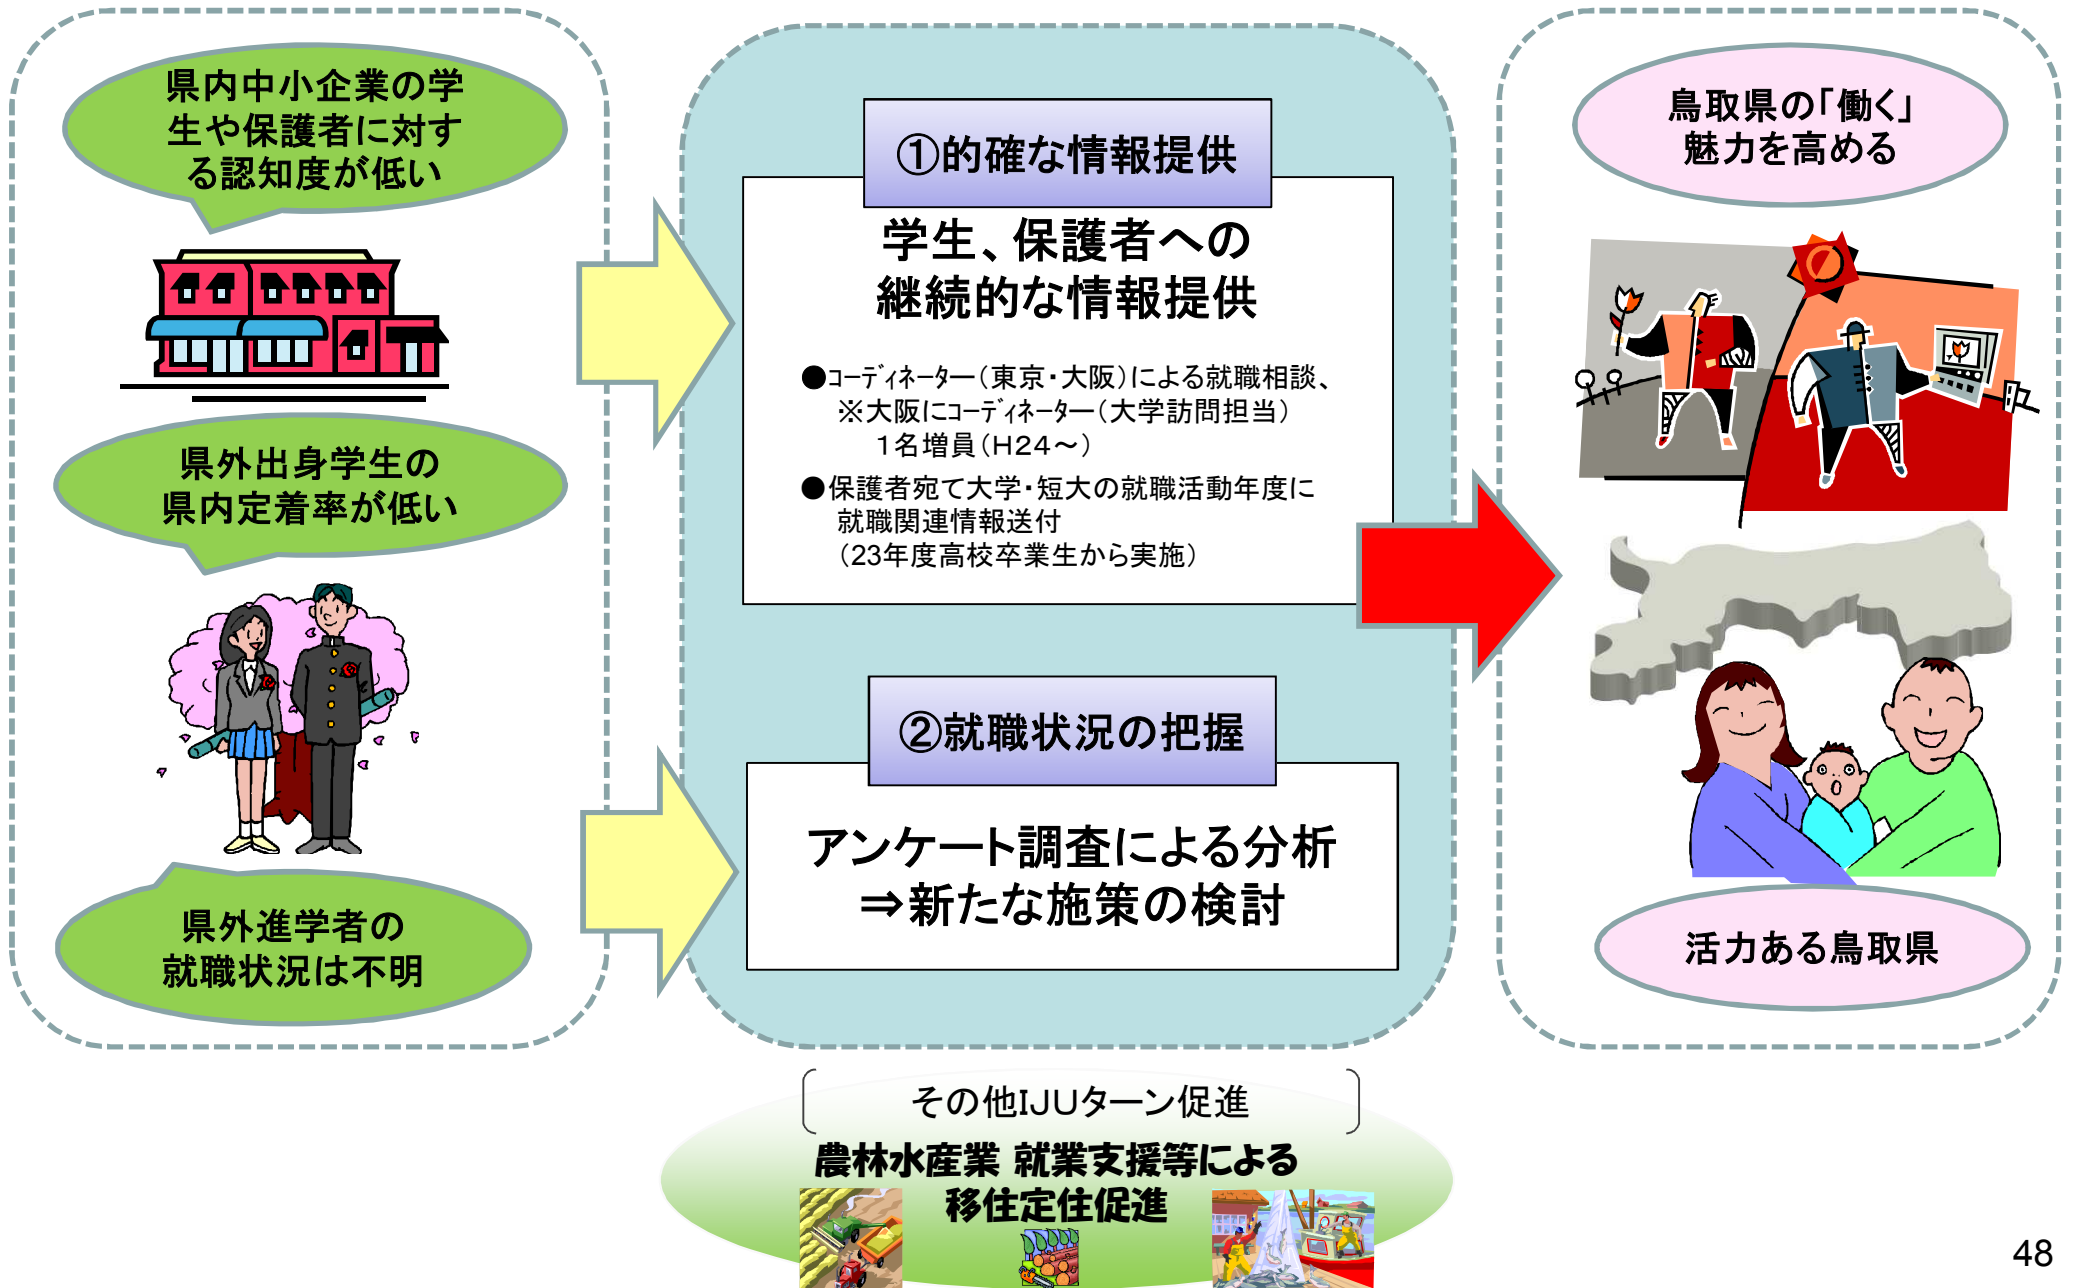 県内中小企業の学
生や保護者に対す
る認知度が低い
県外出身学生の
県内定着率が低い
県外進学者の
就職状況は不明
①的確な情報提供
学生、保護者への
継続的な情報提供
●ｺｰﾃﾞｨﾈｰﾀｰ（東京・大阪）による就職相談、
※大阪にｺｰﾃﾞｨﾈｰﾀｰ（大学訪問担当）
１名増員（H24～）
●保護者宛て大学・短大の就職活動年度に
就職関連情報送付
（23年度高校卒業生から実施）
②就職状況の把握
アンケート調査による分析
⇒新たな施策の検討
鳥取県の「働く」
魅力を高める
活力ある鳥取県
その他IJUターン促進
農林水産業 就業支援等による
移住定住促進
48